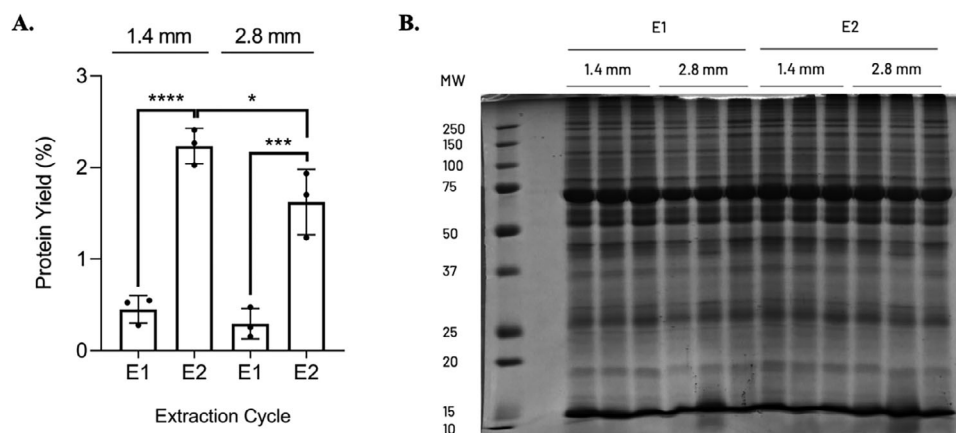 A.
1.4 mm 2.8 mm
3
2
1
0
Protein Yield (%)
**** *
***
E1 E2 E1 E2
Extraction Cycle
B.
E1 E2
1.4 mm 2.8 mm 1.4 mm 2.8 mm
MW
250
150
100
75
50
37
25
20
15
10